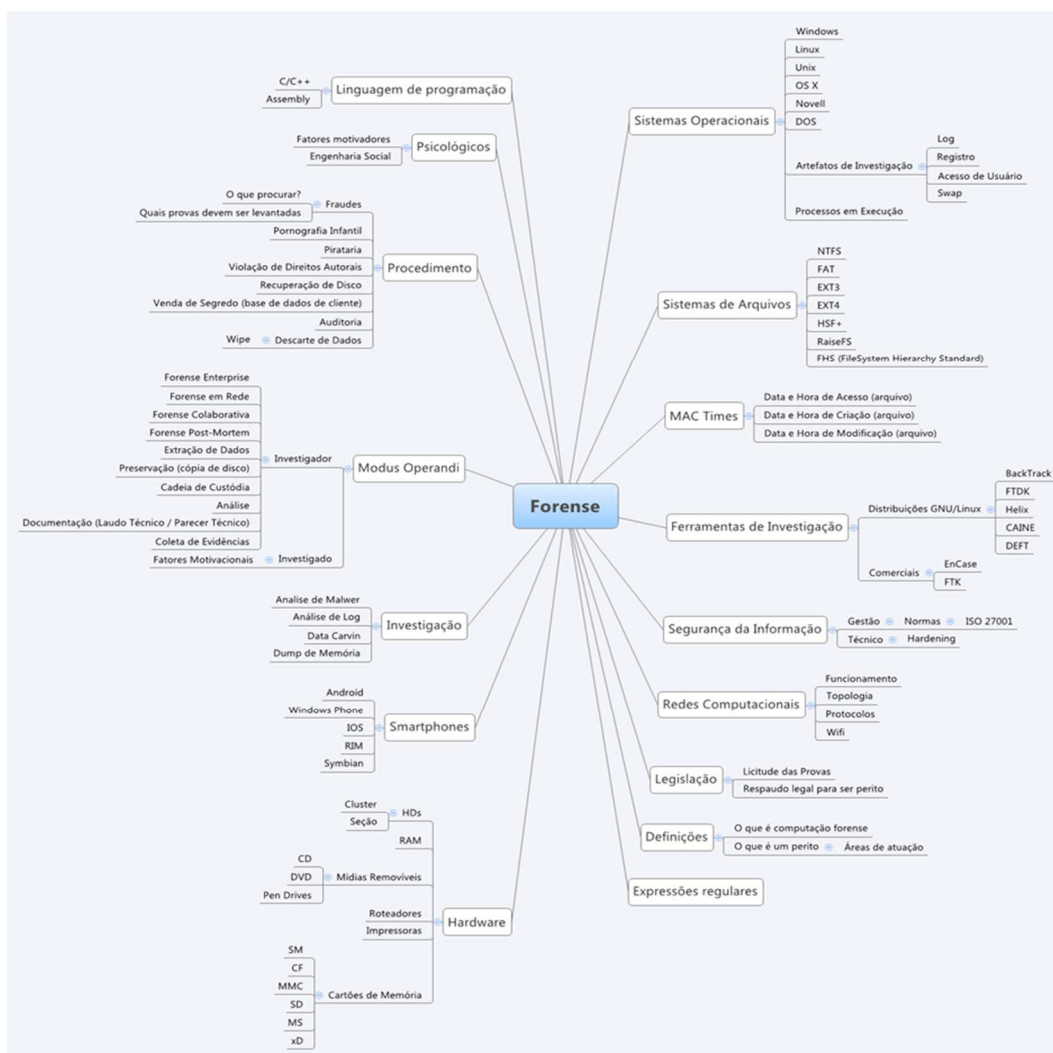 Forense
Linguagem de programação
C/C++
Assembly
Psicológicos
Fatores motivadores
Engenharia Social
Procedimento
Fraudes
O que procurar?
Quais provas devem ser levantadas
Pornografia Infantil
Pirataria
Violação de Direitos Autorais
Recuperação de Disco
Venda de Segredo (base de dados de cliente)
Auditoria
Descarte de Dados
Wipe
Modus Operandi
Investigador
Forense Enterprise
Forense em Rede
Forense Colaborativa
Forense Post-Mortem
Extração de Dados
Preservação (cópia de disco)
Cadeia de Custódia
Análise
Documentação (Laudo Técnico / Parecer Técnico)
Coleta de Evidências
Investigado
Fatores Motivacionais
Investigação
Analise de Malwer
Análise de Log
Data Carvin
Dump de Memória
Smartphones
Android
Windows Phone
IOS
RIM
Symbian
Hardware
HDs
Cluster
Seção
RAM
Mídias Removíveis
CD
DVD
Pen Drives
Roteadores
Impressoras
Cartões de Memória
SM
CF
MMC
SD
MS
xD
Sistemas Operacionais
Windows
Linux
Unix
OS X
Novell
DOS
Artefatos de Investigação
Log
Registro
Acesso de Usuário
Swap
Processos em Execução
Sistemas de Arquivos
NTFS
FAT
EXT3
EXT4
HSF+
RaiseFS
FHS (FileSystem Hierarchy Standard)
MAC Times
Data e Hora de Acesso (arquivo)
Data e Hora de Criação (arquivo)
Data e Hora de Modificação (arquivo)
Ferramentas de Investigação
Distribuições GNU/Linux
BackTrack
FTDK
Helix
CAINE
DEFT
Comerciais
EnCase
FTK
Segurança da Informação
Gestão
Normas
ISO 27001
Técnico
Hardening
Redes Computacionais
Funcionamento
Topologia
Protocolos
Wifi
Legislação
Licitude das Provas
Respaudo legal para ser perito
Definições
O que é computação forense
O que é um perito
Áreas de atuação
Expressões regulares